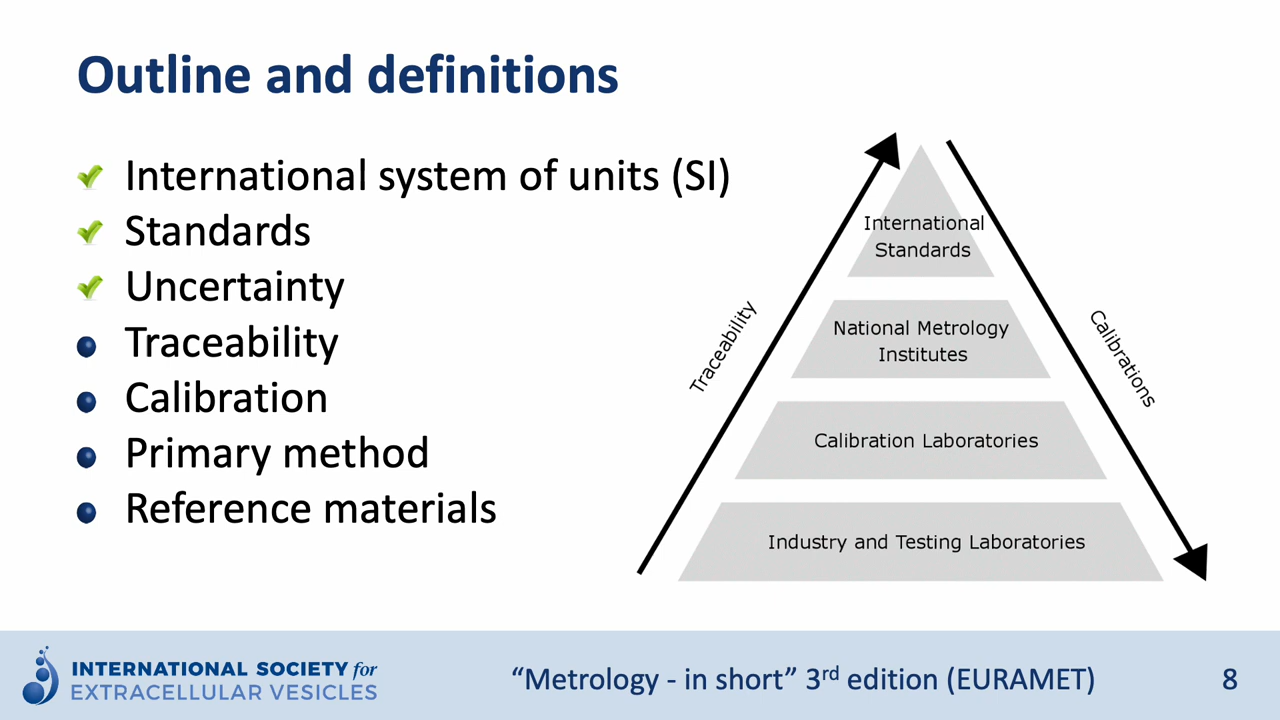 Outline and definitions
International system of units (SI)
Standards
Uncertainty
Traceability
Calibration
Primary method
Reference materials
Traceability
Calibrations
International
Standards
National Metrology
Institutes
Calibration Laboratories
Industry and Testing Laboratories
INTERNATIONAL SOCIETY for
EXTRACELLULAR VESICLES
“Metrology - in short” 3rd edition (EURAMET)
8